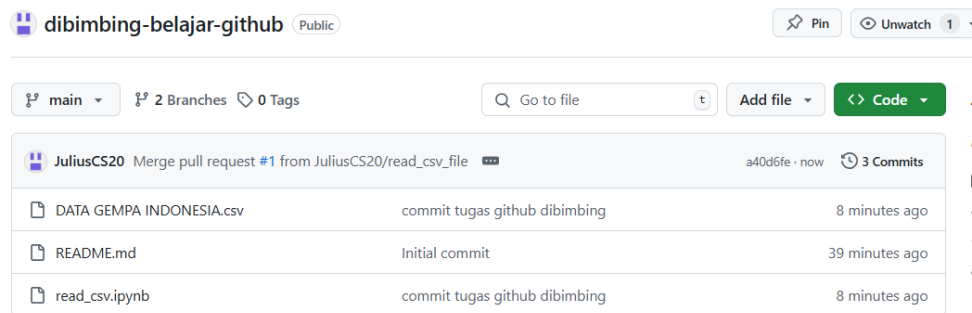 dibimbing-belajar-github Public Pin Unwatch 1
main 2 Branches 0 Tags Go to file t Add file Code
JuliusCS20 Merge pull request #1 from JuliusCS20/read_csv_file a40d6fe · now 3 Commits
DATA GEMPA INDONESIA.csv commit tugas github dibimbing 8 minutes ago
README.md Initial commit 39 minutes ago
read_csv.ipynb commit tugas github dibimbing 8 minutes ago